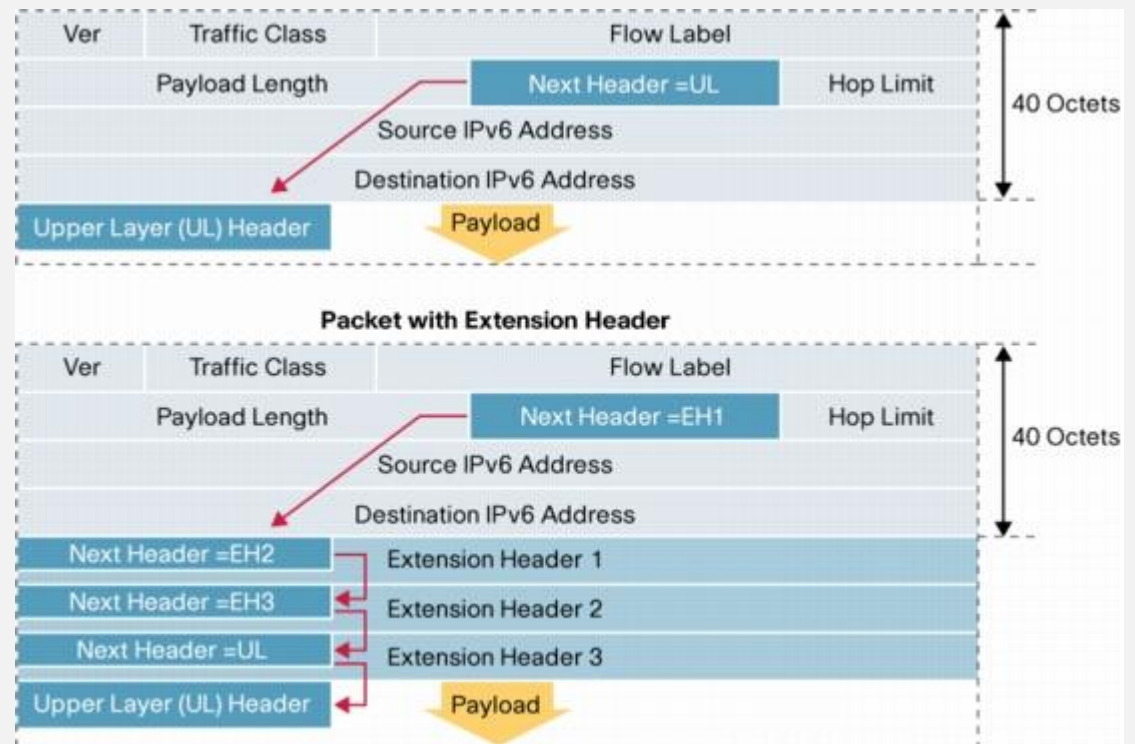 Ver Traffic Class Flow Label
Payload Length Next Header =UL Hop Limit
40 Octets
Source IPv6 Address
Destination IPv6 Address
Upper Layer (UL) Header Payload
Packet with Extension Header
Ver Traffic Class Flow Label
Payload Length Next Header =EH1 Hop Limit
40 Octets
Source IPv6 Address
Destination IPv6 Address
Next Header =EH2 Extension Header 1
Next Header =EH3 Extension Header 2
Next Header =UL Extension Header 3
Upper Layer (UL) Header Payload